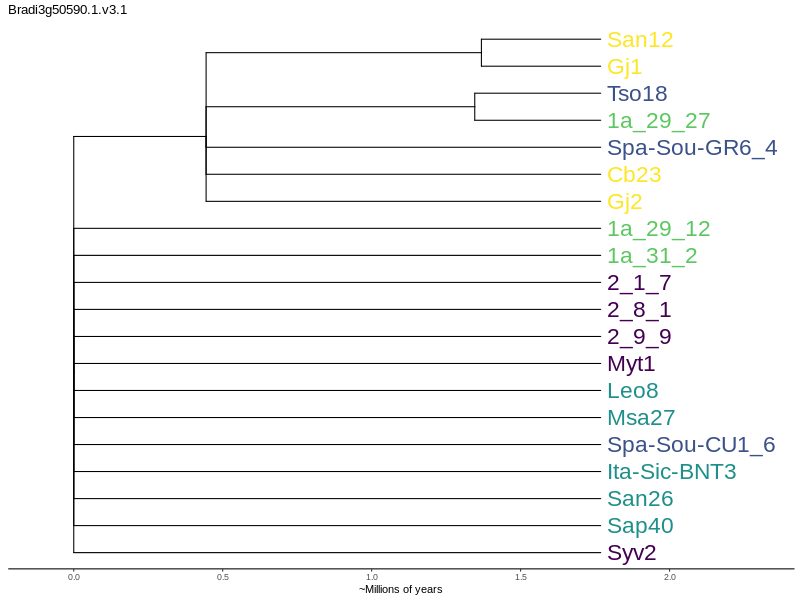 Bradi3g50590.1.v3.1
San12
Gj1
Tso18
1a_29_27
Spa-Sou-GR6_4
Cb23
Gj2
1a_29_12
1a_31_2
2_1_7
2_8_1
2_9_9
Myt1
Leo8
Msa27
Spa-Sou-CU1_6
Ita-Sic-BNT3
San26
Sap40
Syv2
0.0 0.5 1.0 1.5 2.0
~Millions of years